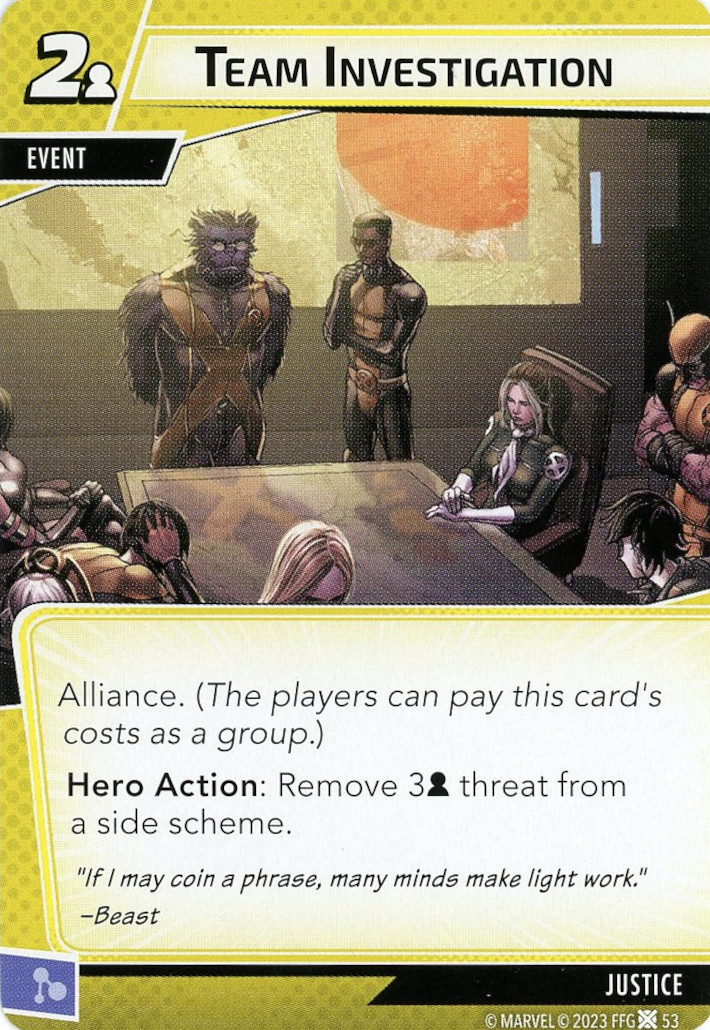 2
TEAM INVESTIGATION
EVENT
Alliance. (The players can pay this card's
costs as a group.)
Hero Action: Remove 3 threat from
a side scheme.
"If I may coin a phrase, many minds make light work."
–Beast
JUSTICE
© MARVEL © 2023 FFG 53